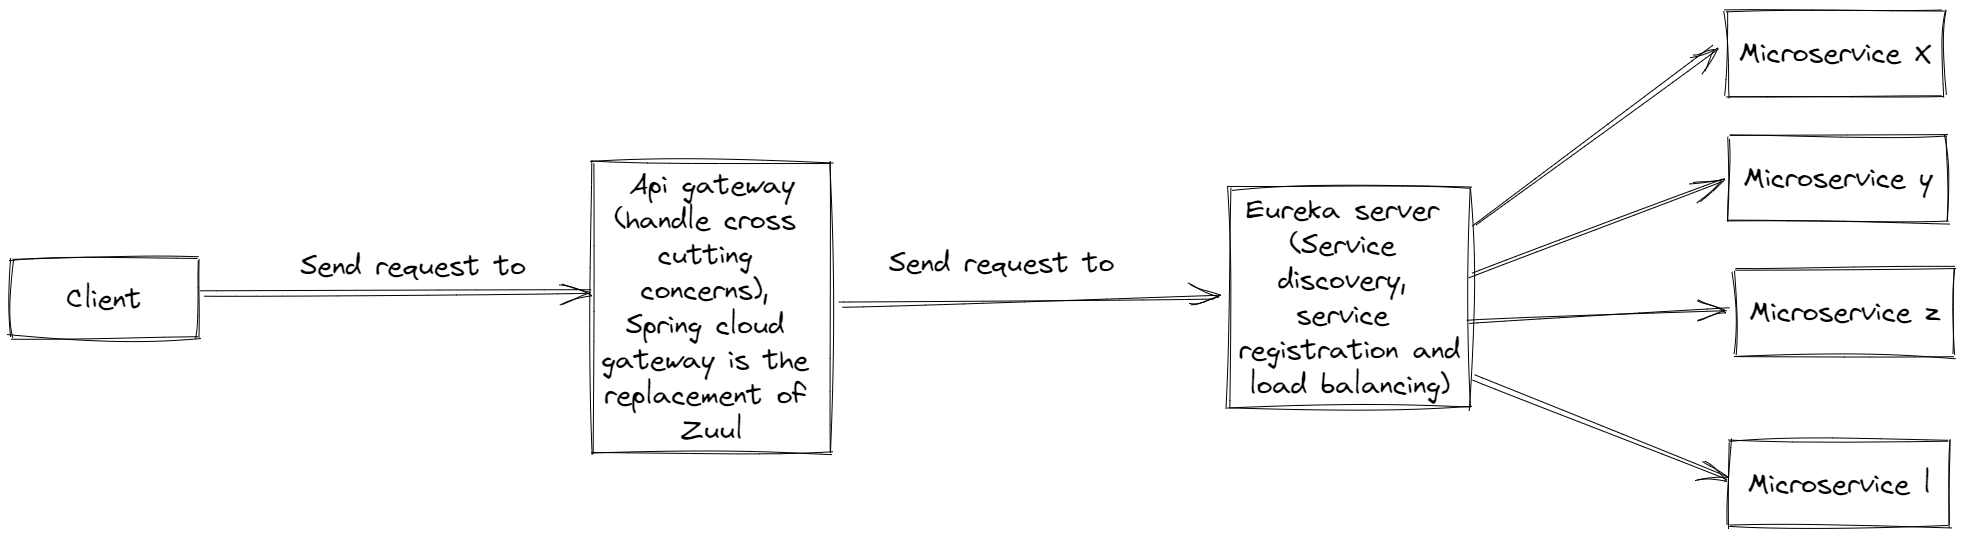 Client
Send request to
Api gateway
(handle cross
cutting
concerns),
Spring cloud
gateway is the
replacement of
Zuul
Send request to
Eureka server
(Service
discovery,
service
registration and
load balancing)
Microservice X
Microservice y
Microservice z
Microservice l